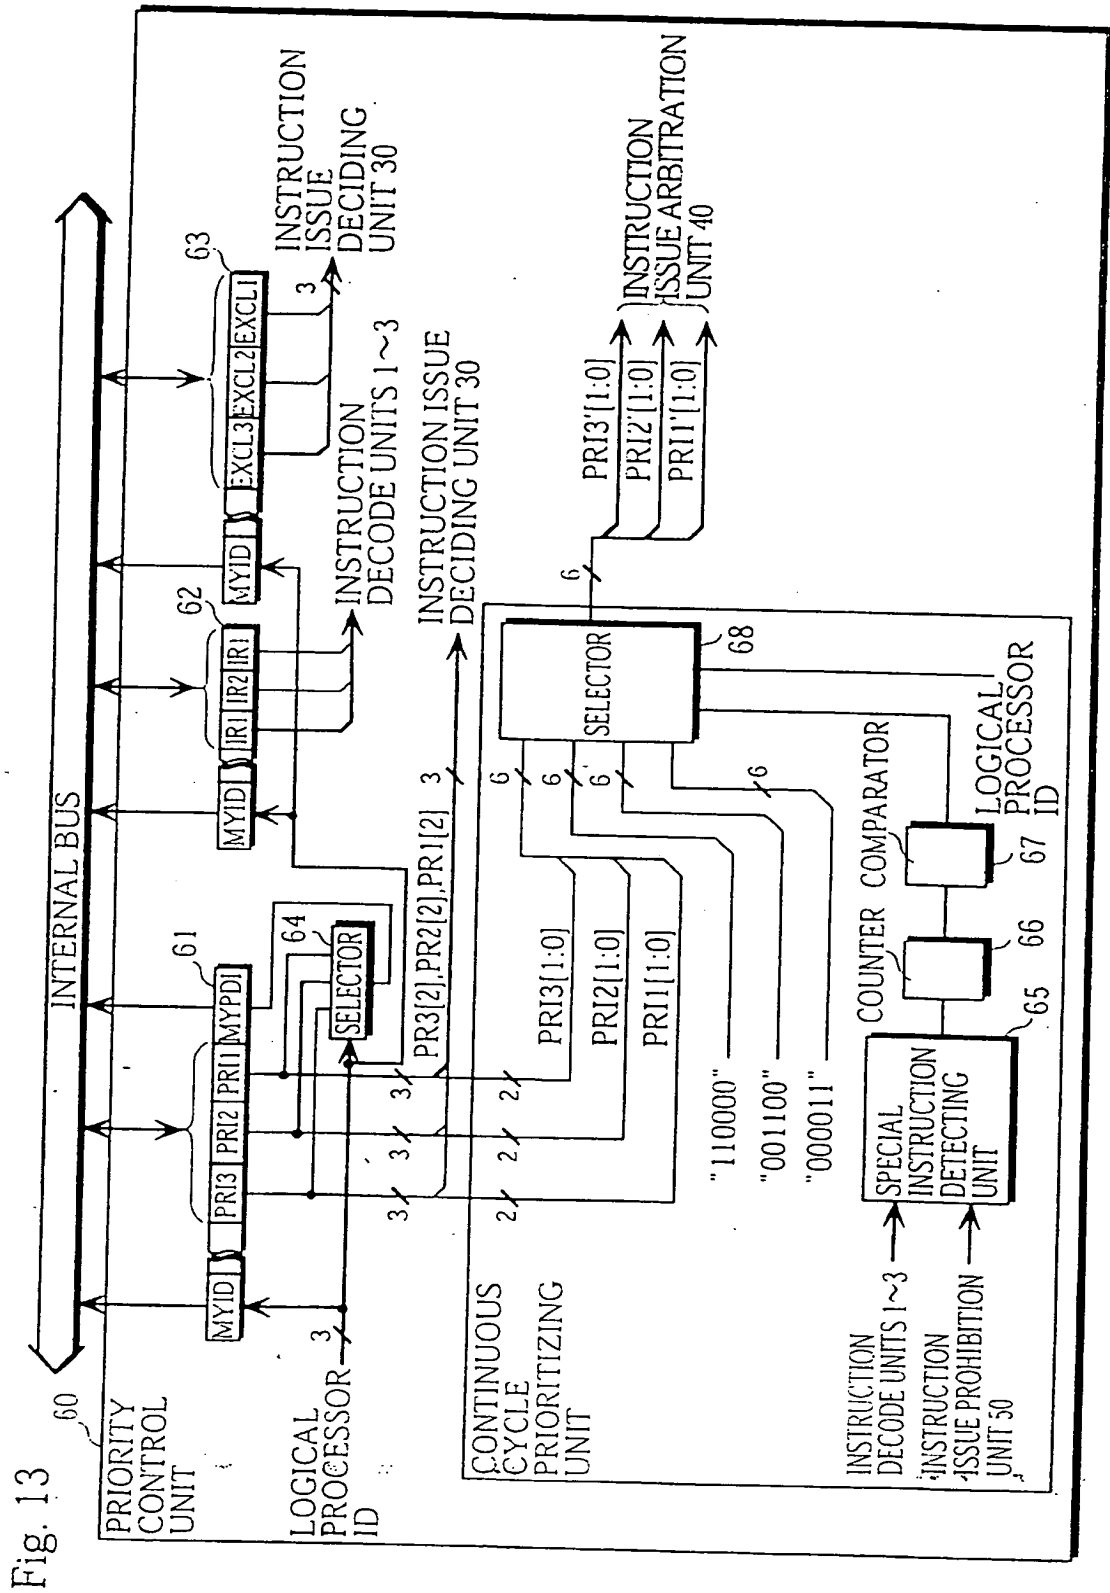 Fig. 13
60
PRIORITY
CONTROL
UNIT
INTERNAL BUS
61
MYID
PRI3
PRI2
PRI1
MYPDI
62
MYID
IR1
IR2
IR1
63
MYID
EXCL3
EXCL2
EXCL1
3
INSTRUCTION
ISSUE
DECIDING
UNIT 30
LOGICAL
PROCESSOR
ID
3
64
SELECTOR
INSTRUCTION
DECODE UNITS 1~3
3
3
3
PR3[2],PR2[2],PR1[2]
3
INSTRUCTION ISSUE
DECIDING UNIT 30
CONTINUOUS
CYCLE
PRIORITIZING
UNIT
2
2
2
PRI3[1:0]
PRI2[1:0]
PRI1[1:0]
6
6
6
6
SELECTOR
68
6
PRI3'[1:0]
PRI2'[1:0]
PRI1'[1:0]
INSTRUCTION
ISSUE ARBITRATION
UNIT 40
"110000"
"001100"
"000011"
INSTRUCTION
DECODE UNITS 1~3
INSTRUCTION
ISSUE PROHIBITION
UNIT 50
SPECIAL
INSTRUCTION
DETECTING
UNIT
65
COUNTER
66
COMPARATOR
67
LOGICAL
PROCESSOR
ID